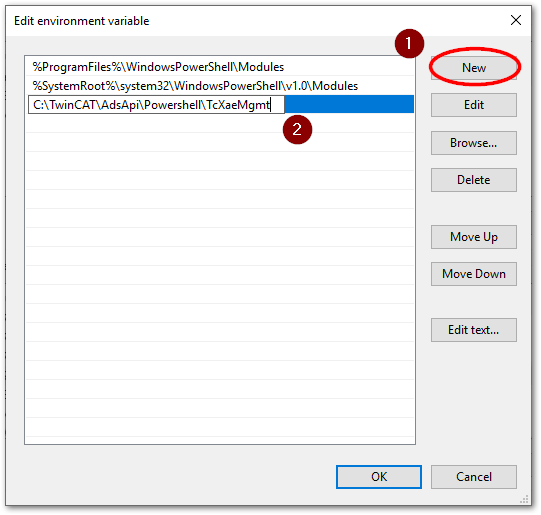 Edit environment variable
1
%ProgramFiles%\WindowsPowerShell\Modules
New
%SystemRoot%\system32\WindowsPowerShell\v1.0\Modules
C:\TwinCAT\AdsApi\Powershell\TcXaeMgmt
Edit
2
Browse...
Delete
Move Up
Move Down
Edit text...
OK
Cancel